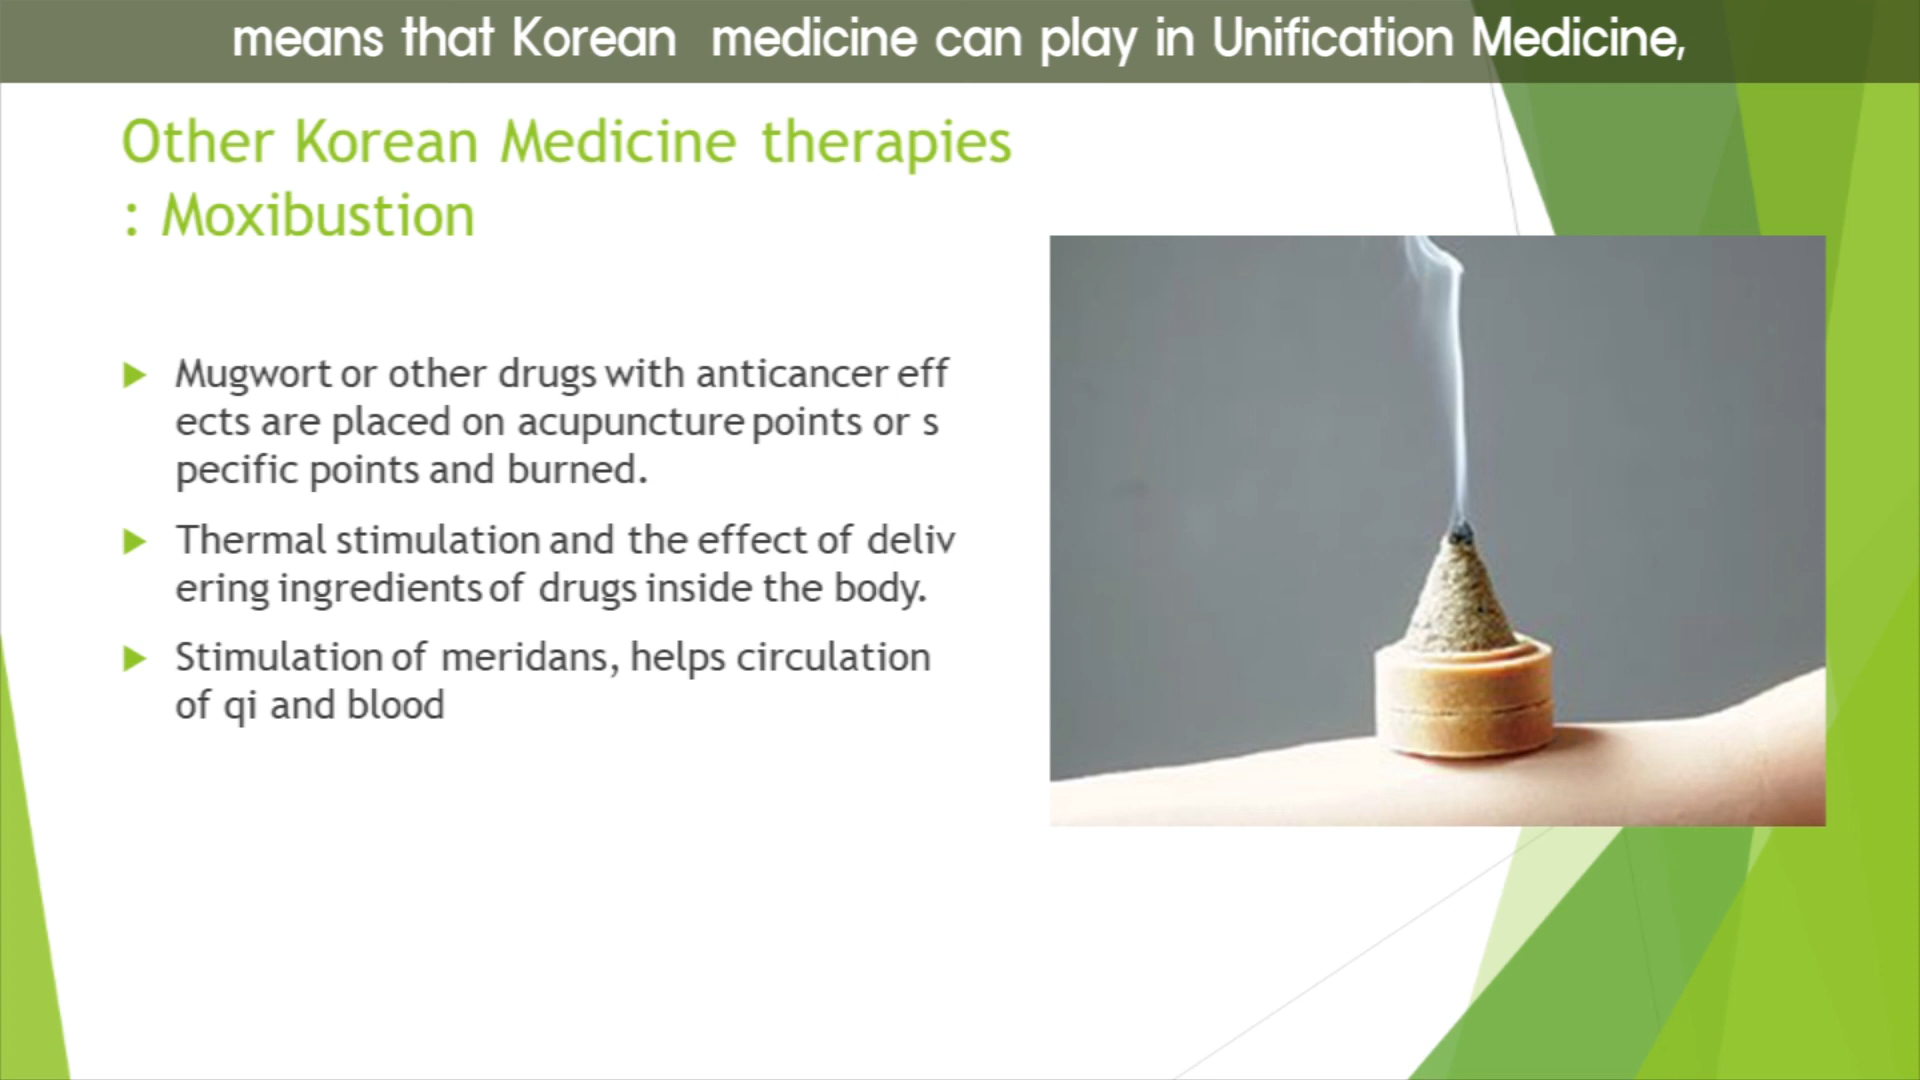 means that Korean medicine can play in Unification Medicine,
Other Korean Medicine therapies
: Moxibustion
Mugwort or other drugs with anticancer eff
ects are placed on acupuncture points or s
pecific points and burned.
Thermal stimulation and the effect of deliv
ering ingredients of drugs inside the body.
Stimulation of meridans, helps circulation
of qi and blood